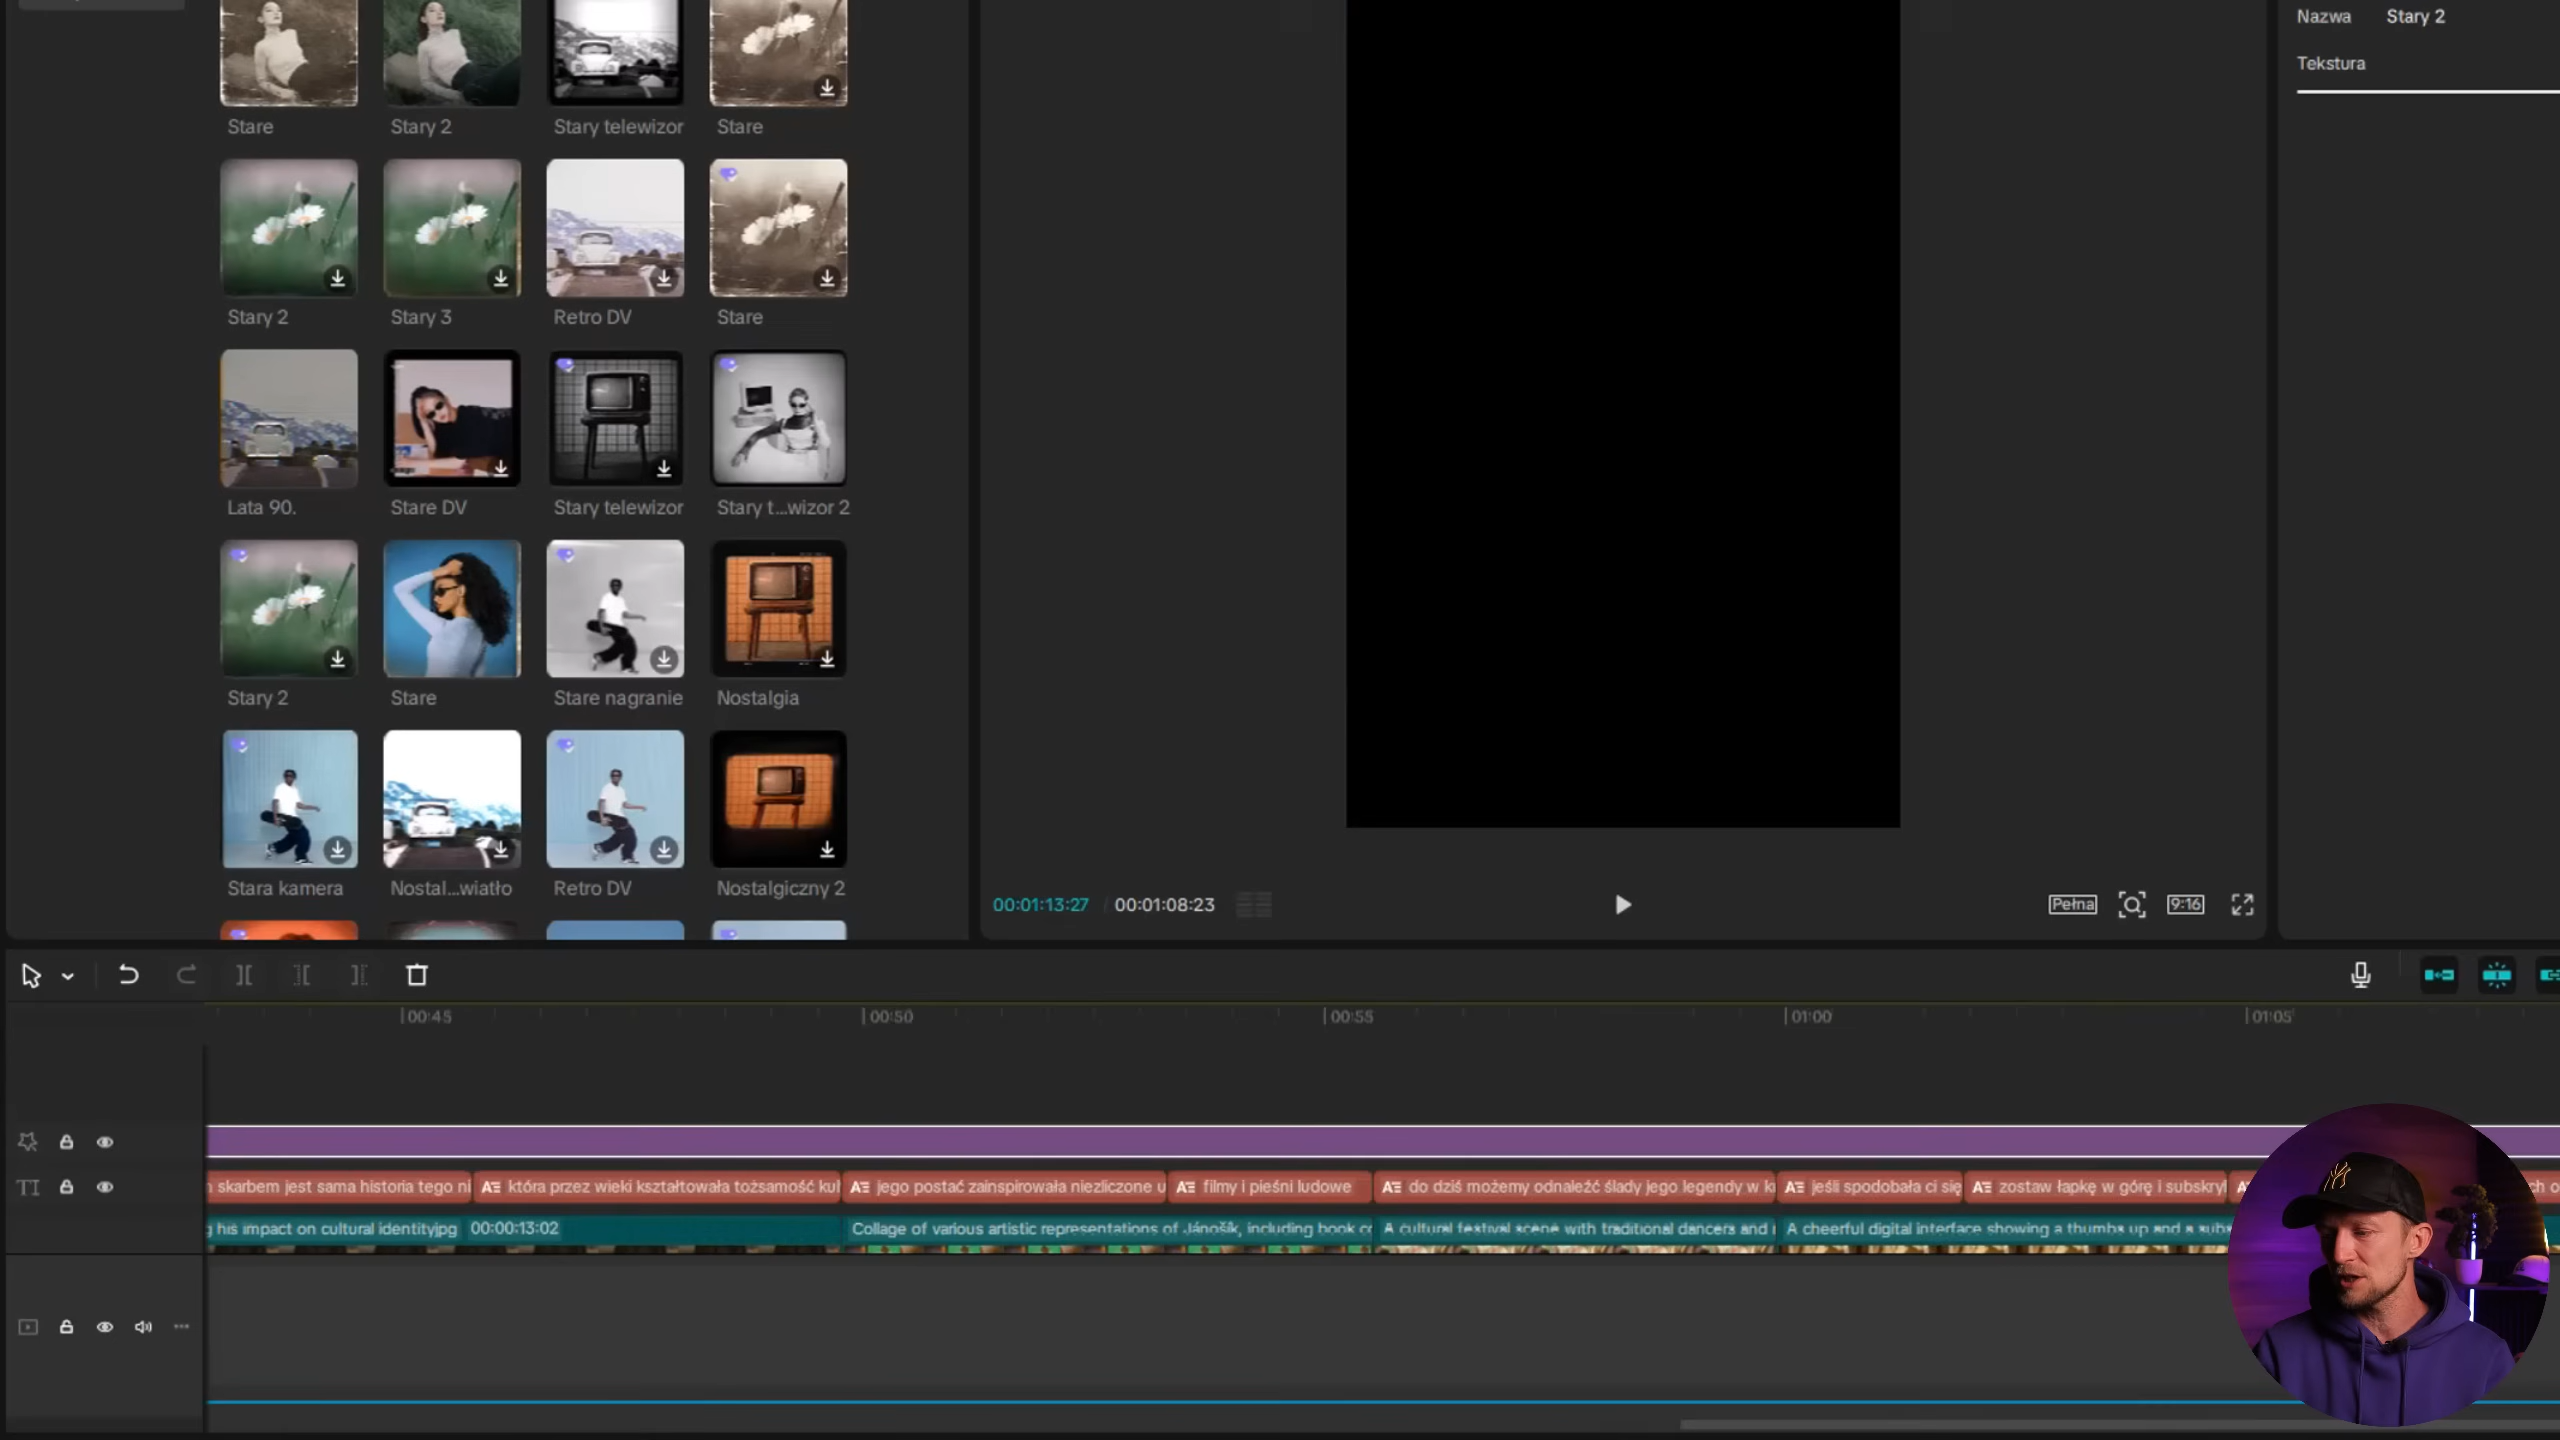 Nazwa Stary 2
Tekstura
Stare Stary 2 Stary telewizor Stare
Stary 2 Stary 3 Retro DV Stare
Lata 90. Stare DV Stary telewizor Stary t...wizor 2
Stary 2 Stare Stare nagranie Nostalgia
Stara kamera Nostal...wiatło Retro DV Nostalgiczny 2
00:01:13:27 / 00:01:08:23 Pełna 9:16
00:45 00:50 00:55 01:00 01:05
skarbem jest sama historia tego ni która przez wieki kształtowała tożsamość kul jego postać zainspirowała niezliczone u filmy i pieśni ludowe do dziś możemy odnaleźć ślady jego legendy w k jeśli spodobała ci się zostaw łapkę w górę i subskry
g his impact on cultural identityjpg 00:00:13:02 Collage of various artistic representations of Jánošík, including book co A cultural festival scene with traditional dancers and A cheerful digital interface showing a thumbs up and a subs
TI